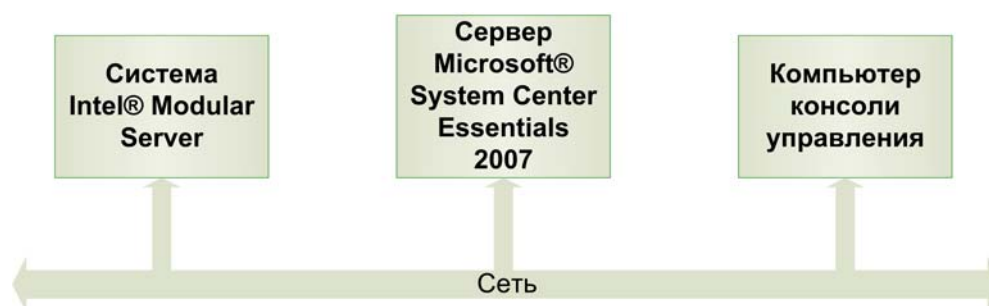 Система
Intel® Modular
Server
Сервер
Microsoft®
System Center
Essentials
2007
Компьютер
консоли
управления
Сеть